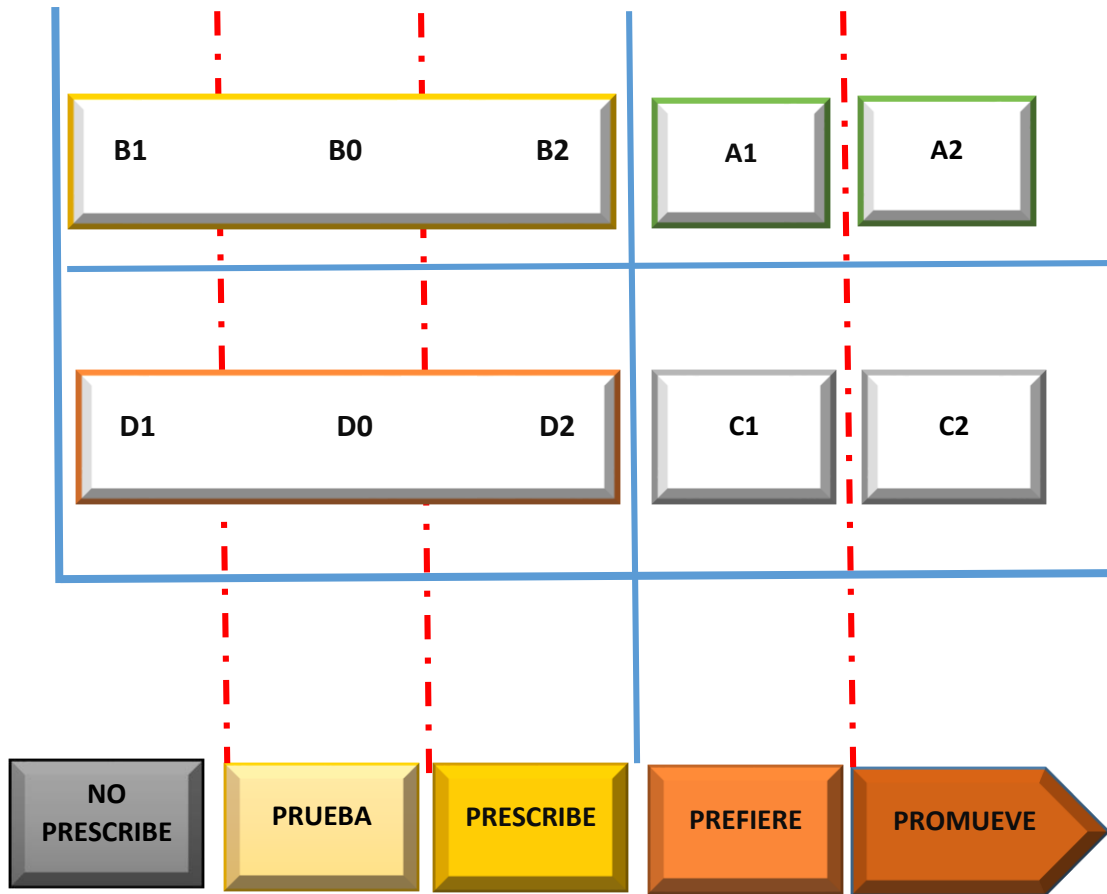 B1 B0 B2 A1 A2
D1 D0 D2 C1 C2
NO
PRESCRIBE
PRUEBA
PRESCRIBE
PREFIERE
PROMUEVE